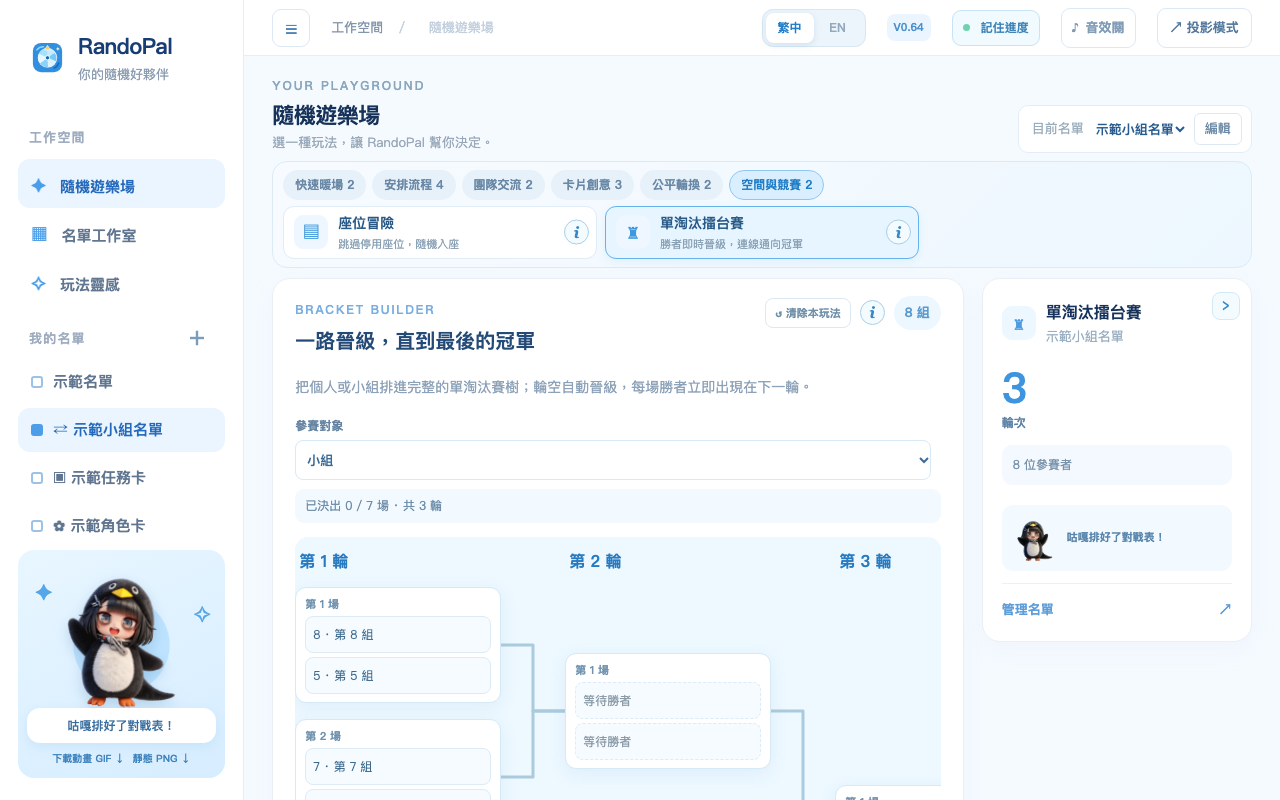 RandoPal
你的隨機好夥伴
工作空間
隨機遊樂場
名單工作室
玩法靈感
我的名單
示範名單
⇄ 示範小組名單
▣ 示範任務卡
✿ 示範角色卡
咕嘎排好了對戰表！
下載動畫 GIF ↓ 靜態 PNG ↓
工作空間 / 隨機遊樂場
繁中 EN
V0.64
記住進度
♪ 音效關
↗ 投影模式
YOUR PLAYGROUND
隨機遊樂場
選一種玩法，讓 RandoPal 幫你決定。
目前名單 示範小組名單 編輯
快速暖場 2 安排流程 4 團隊交流 2 卡片創意 3 公平輪換 2 空間與競賽 2
座位冒險
跳過停用座位，隨機入座
i
單淘汰擂台賽
勝者即時晉級，連線通向冠軍
i
BRACKET BUILDER
一路晉級，直到最後的冠軍
↺ 清除本玩法
i
8 組
把個人或小組排進完整的單淘汰賽樹；輪空自動晉級，每場勝者立即出現在下一輪。
參賽對象
小組
已決出 0 / 7 場 · 共 3 輪
第 1 輪 第 2 輪 第 3 輪
第 1 場
8 · 第 8 組
5 · 第 5 組
第 2 場
7 · 第 7 組
第 1 場
等待勝者
等待勝者
單淘汰擂台賽
示範小組名單
3
輪次
8 位參賽者
咕嘎排好了對戰表！
管理名單 ↗